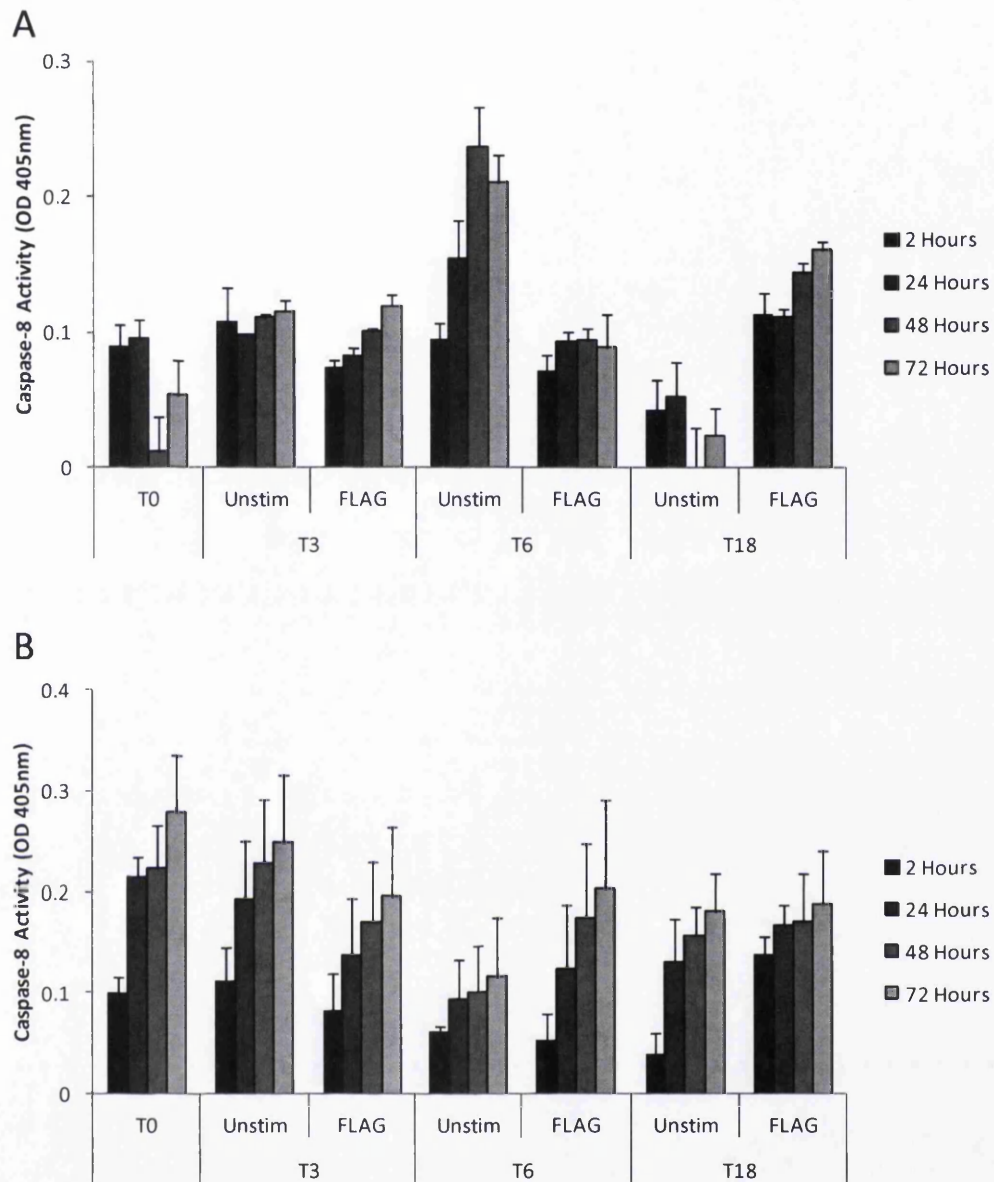 A
Caspase-8 Activity (OD 405nm)
0.3
0.2
0.1
0
T0
Unstim
FLAG
Unstim
FLAG
Unstim
FLAG
T3
T6
T18
2 Hours
24 Hours
48 Hours
72 Hours
B
Caspase-8 Activity (OD 405nm)
0.4
0.3
0.2
0.1
0
T0
Unstim
FLAG
Unstim
FLAG
Unstim
FLAG
T3
T6
T18
2 Hours
24 Hours
48 Hours
72 Hours